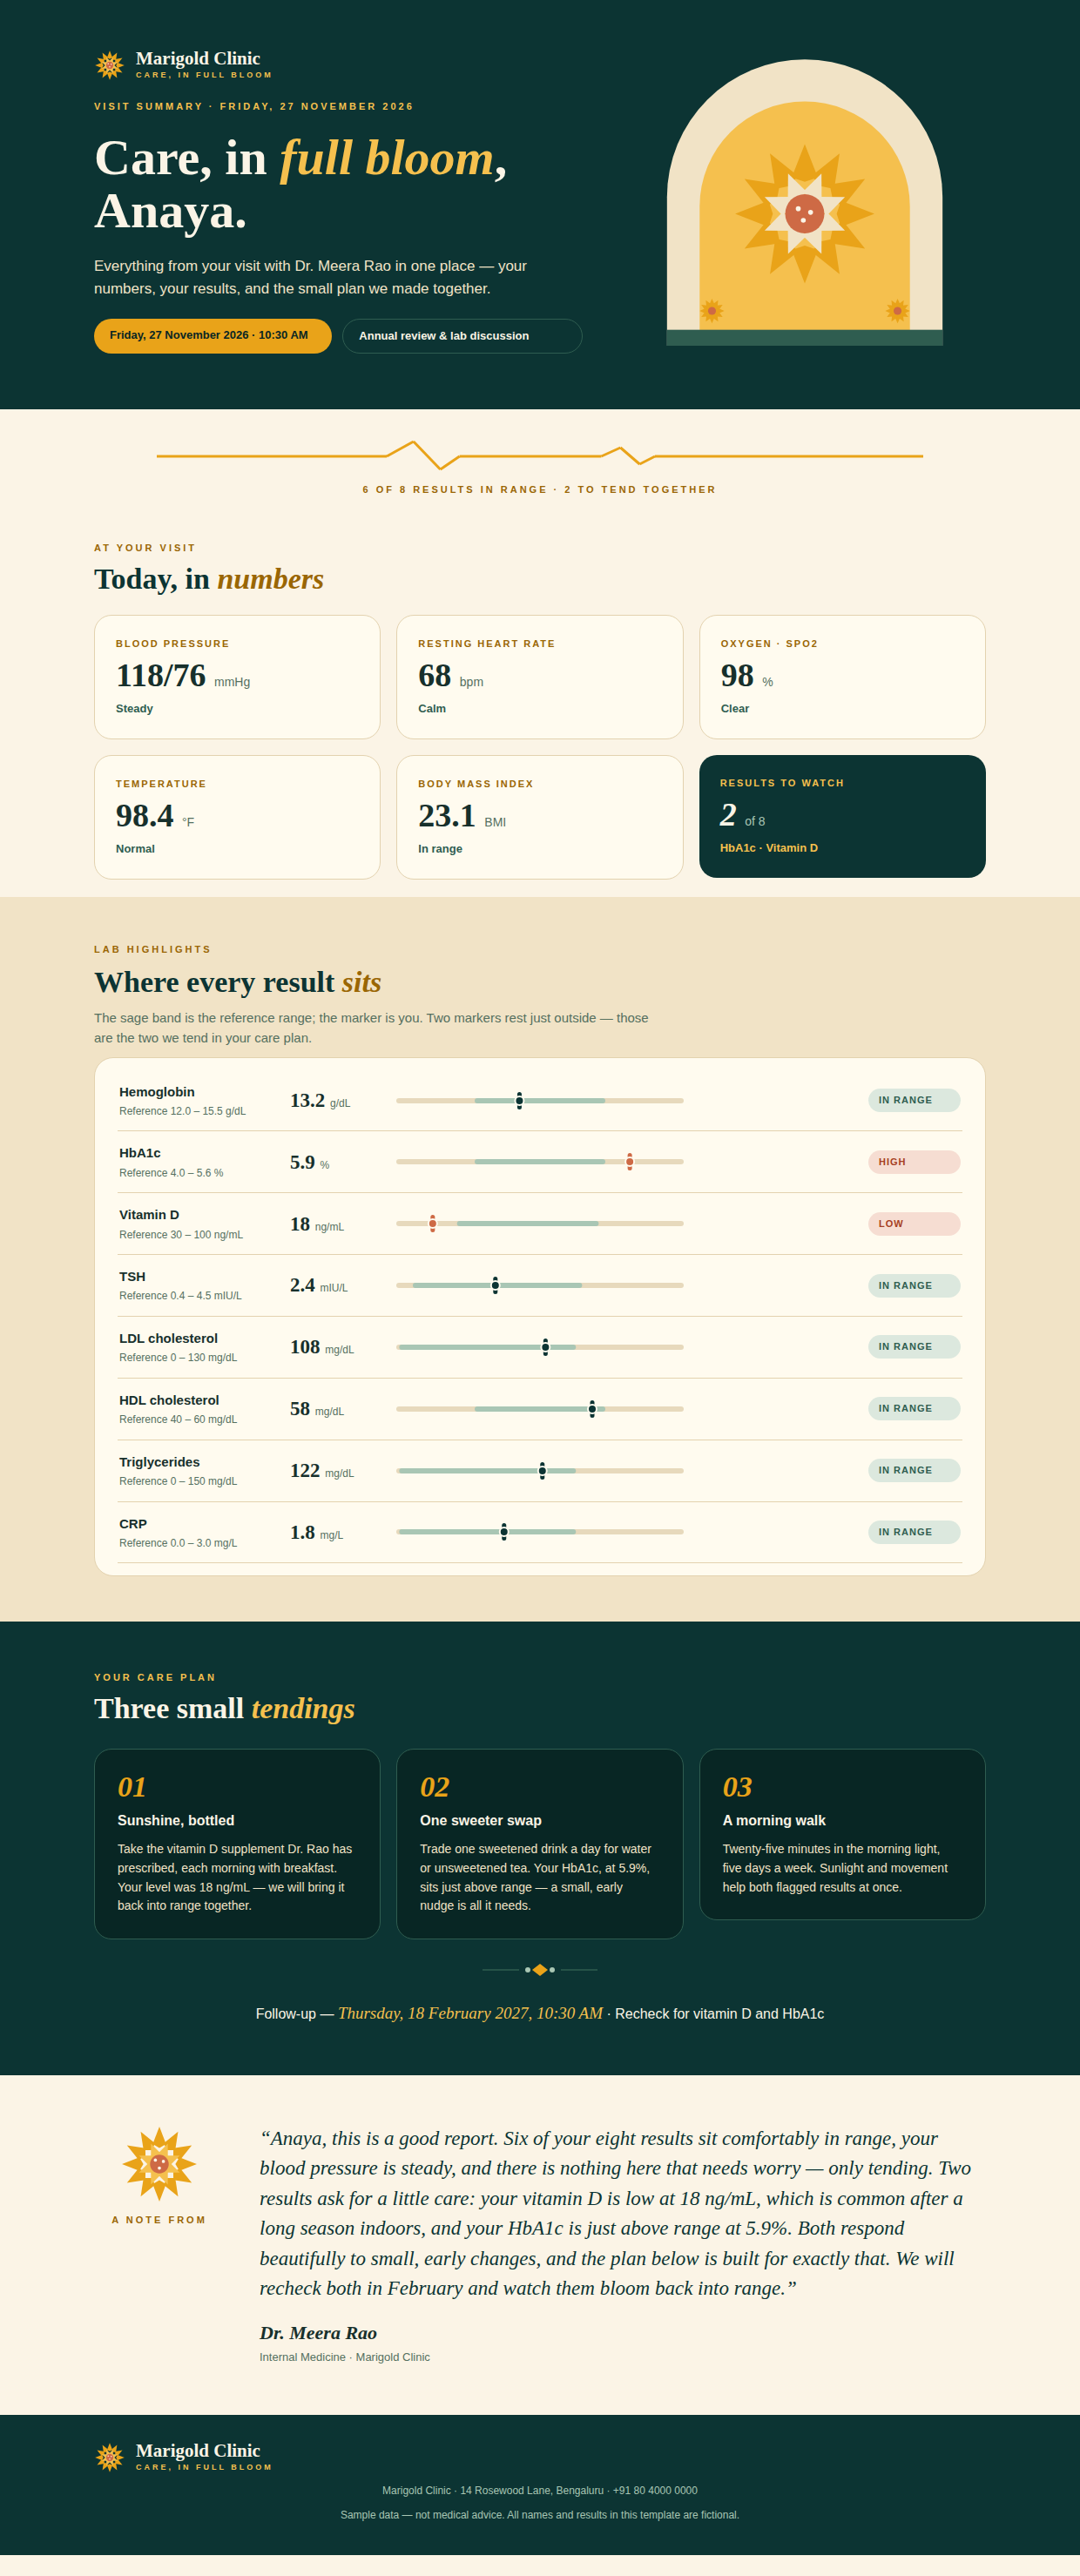 Marigold Clinic
CARE, IN FULL BLOOM
VISIT SUMMARY · FRIDAY, 27 NOVEMBER 2026
Care, in full bloom,
Anaya.
Everything from your visit with Dr. Meera Rao in one place — your
numbers, your results, and the small plan we made together.
Friday, 27 November 2026 · 10:30 AM
Annual review & lab discussion
6 OF 8 RESULTS IN RANGE · 2 TO TEND TOGETHER
AT YOUR VISIT
Today, in numbers
BLOOD PRESSURE
118/76 mmHg
Steady
RESTING HEART RATE
68 bpm
Calm
OXYGEN · SPO2
98 %
Clear
TEMPERATURE
98.4 °F
Normal
BODY MASS INDEX
23.1 BMI
In range
RESULTS TO WATCH
2 of 8
HbA1c · Vitamin D
LAB HIGHLIGHTS
Where every result sits
The sage band is the reference range; the marker is you. Two markers rest just outside — those
are the two we tend in your care plan.
Hemoglobin
Reference 12.0 – 15.5 g/dL
13.2 g/dL
IN RANGE
HbA1c
Reference 4.0 – 5.6 %
5.9 %
HIGH
Vitamin D
Reference 30 – 100 ng/mL
18 ng/mL
LOW
TSH
Reference 0.4 – 4.5 mIU/L
2.4 mIU/L
IN RANGE
LDL cholesterol
Reference 0 – 130 mg/dL
108 mg/dL
IN RANGE
HDL cholesterol
Reference 40 – 60 mg/dL
58 mg/dL
IN RANGE
Triglycerides
Reference 0 – 150 mg/dL
122 mg/dL
IN RANGE
CRP
Reference 0.0 – 3.0 mg/L
1.8 mg/L
IN RANGE
YOUR CARE PLAN
Three small tendings
01
Sunshine, bottled
Take the vitamin D supplement Dr. Rao has
prescribed, each morning with breakfast.
Your level was 18 ng/mL — we will bring it
back into range together.
02
One sweeter swap
Trade one sweetened drink a day for water
or unsweetened tea. Your HbA1c, at 5.9%,
sits just above range — a small, early
nudge is all it needs.
03
A morning walk
Twenty-five minutes in the morning light,
five days a week. Sunlight and movement
help both flagged results at once.
Follow-up — Thursday, 18 February 2027, 10:30 AM · Recheck for vitamin D and HbA1c
A NOTE FROM
“Anaya, this is a good report. Six of your eight results sit comfortably in range, your
blood pressure is steady, and there is nothing here that needs worry — only tending. Two
results ask for a little care: your vitamin D is low at 18 ng/mL, which is common after a
long season indoors, and your HbA1c is just above range at 5.9%. Both respond
beautifully to small, early changes, and the plan below is built for exactly that. We will
recheck both in February and watch them bloom back into range.”
Dr. Meera Rao
Internal Medicine · Marigold Clinic
Marigold Clinic
CARE, IN FULL BLOOM
Marigold Clinic · 14 Rosewood Lane, Bengaluru · +91 80 4000 0000
Sample data — not medical advice. All names and results in this template are fictional.